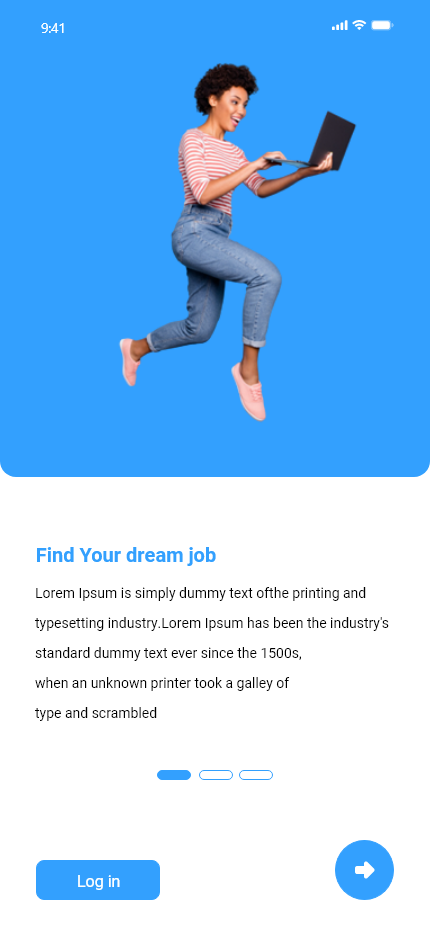 9:41
Find Your dream job
Lorem Ipsum is simply dummy text ofthe printing and
typesetting industry.Lorem Ipsum has been the industry's
standard dummy text ever since the 1500s,
when an unknown printer took a galley of
type and scrambled
Log in